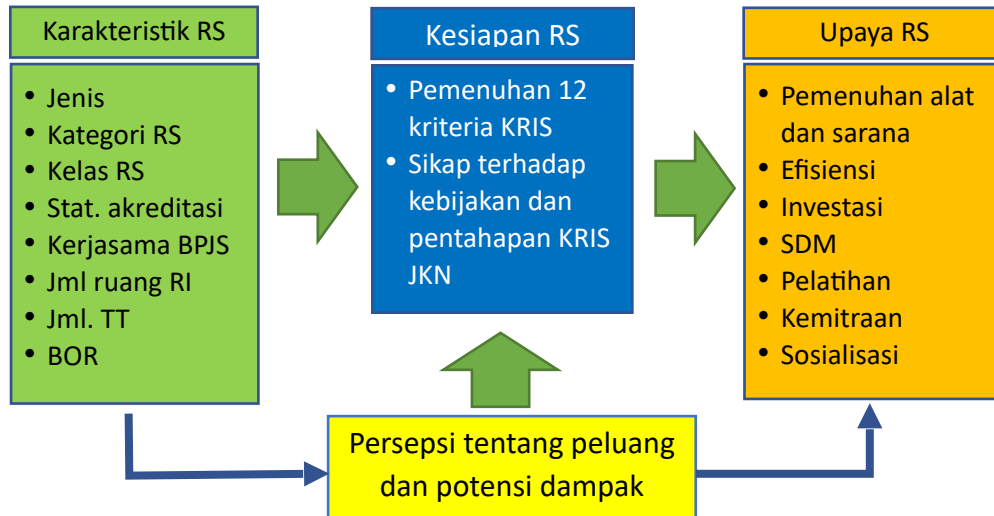 Karakteristik RS
• Jenis
• Kategori RS
• Kelas RS
• Stat. akreditasi
• Kerjasama BPJS
• Jml ruang RI
• Jml. TT
• BOR
Kesiapan RS
• Pemenuhan 12
kriteria KRIS
• Sikap terhadap
kebijakan dan
pentahapan KRIS
JKN
Upaya RS
• Pemenuhan alat
dan sarana
• Efisiensi
• Investasi
• SDM
• Pelatihan
• Kemitraan
• Sosialisasi
Persepsi tentang peluang
dan potensi dampak